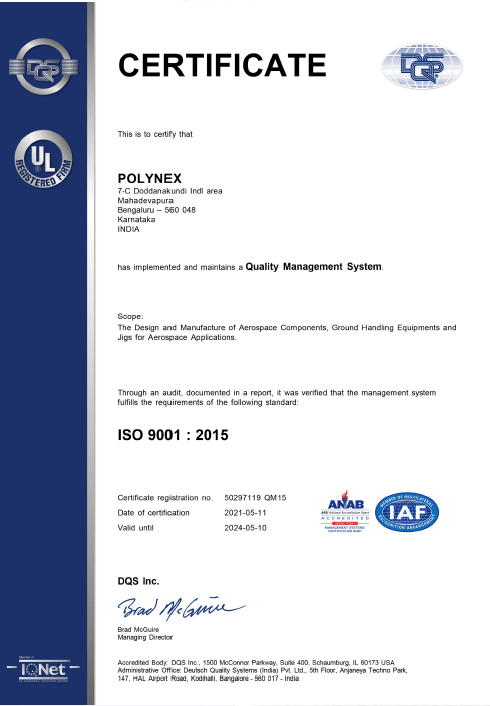 DQS
CERTIFICATE
DQS
UL
REGISTERED FIRM
This is to certify that
POLYNEX
7-C Doddanakundi Indl area
Mahadevapura
Bengaluru – 560 048
Karnataka
INDIA
has implemented and maintains a Quality Management System.
Scope:
The Design and Manufacture of Aerospace Components, Ground Handling Equipments and
Jigs for Aerospace Applications.
Through an audit, documented in a report, it was verified that the management system
fulfills the requirements of the following standard:
ISO 9001 : 2015
Certificate registration no. 50297119 QM15
Date of certification 2021-05-11
Valid until 2024-05-10
ANAB
ANSI National Accreditation Board
ACCREDITED
MANAGEMENT SYSTEMS
CERTIFICATION BODY
MEMBER OF MULTILATERAL
RECOGNITION ARRANGEMENT
IAF
DQS Inc.
Brad McGuire
Brad McGuire
Managing Director
Member of
IQNet
Accredited Body: DQS Inc., 1500 McConnor Parkway, Suite 400, Schaumburg, IL 60173 USA
Administrative Office: Deutsch Quality Systems (India) Pvt. Ltd., 5th Floor, Anjaneya Techno Park,
147, HAL Airport Road, Kodihalli, Bangalore - 560 017 - India